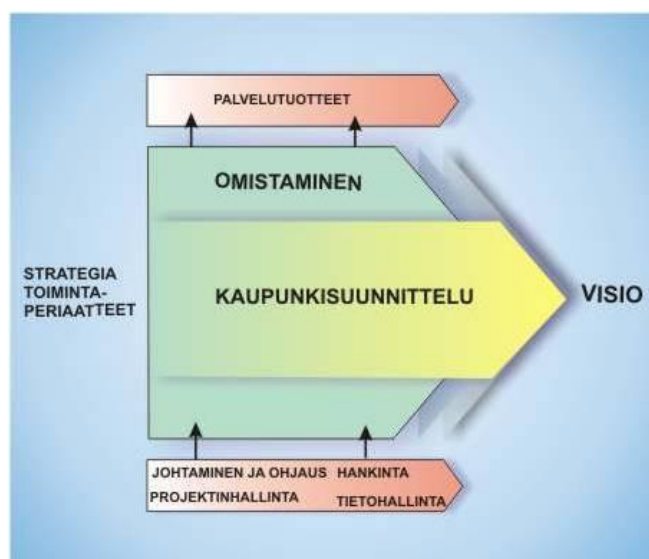 PALVELUTUOTTEET
OMISTAMINEN
STRATEGIA
TOIMINTA-
PERIAATTEET
KAUPUNKISUUNNITTELU
VISIO
JOHTAMINEN JA OHJAUS HANKINTA
PROJEKTINHALLINTA TIETOHALLINTA